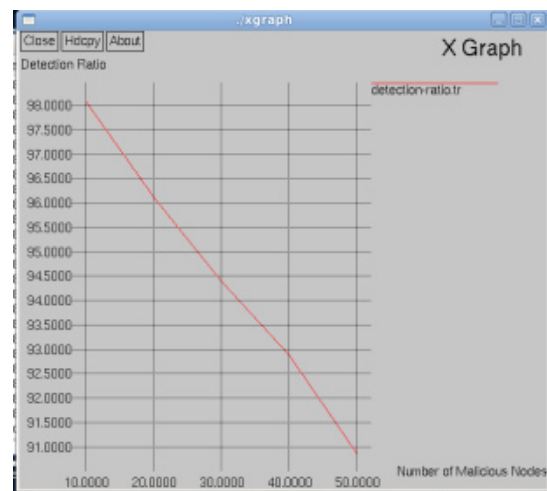 ./xgraph
Close Hdcpy About
X Graph
Detection Ratio
detection-ratio.tr
98.0000
97.5000
97.0000
96.5000
96.0000
95.5000
95.0000
94.5000
94.0000
93.5000
93.0000
92.5000
92.0000
91.5000
91.0000
Number of Malicious Nodes
10.0000 20.0000 30.0000 40.0000 50.0000